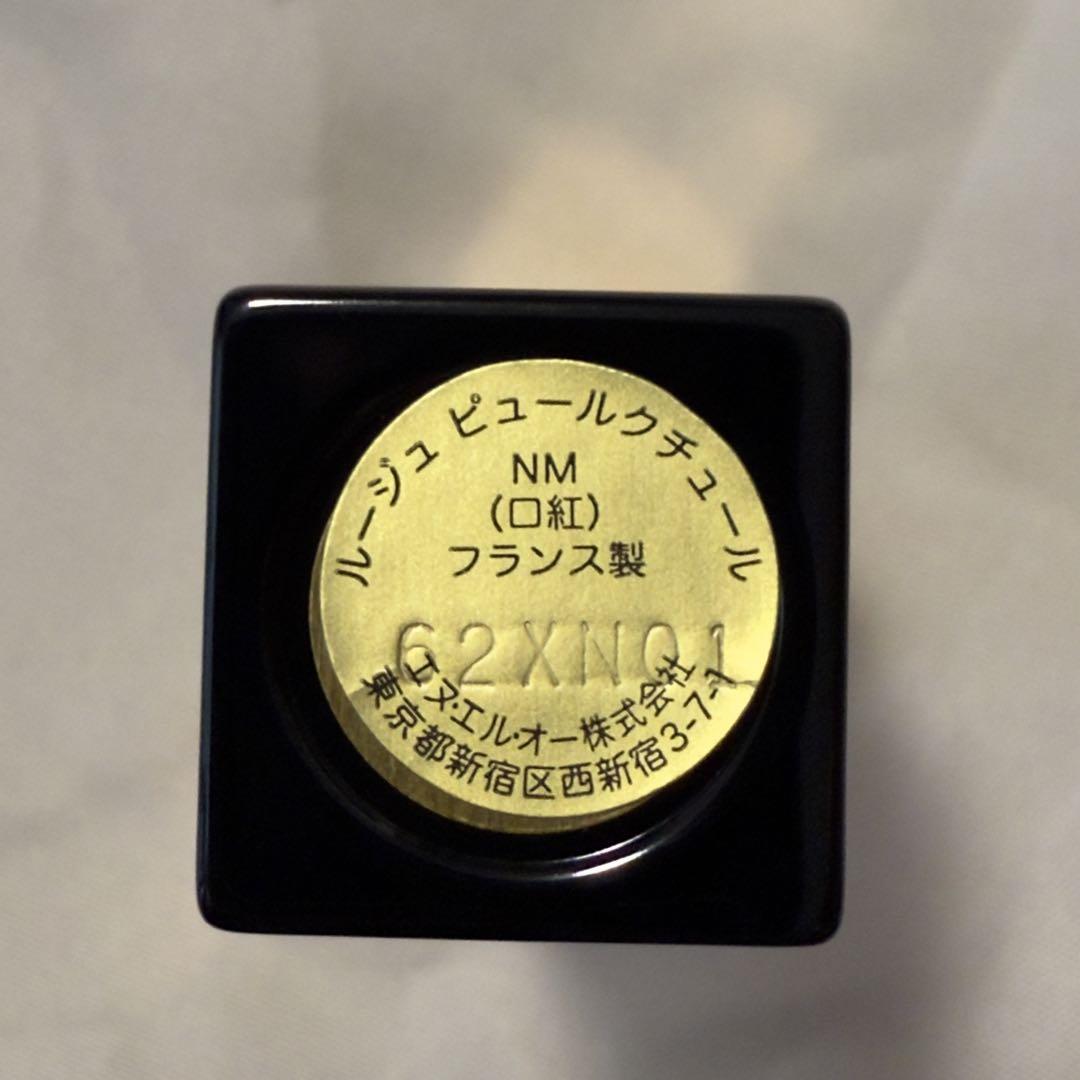 ルージュ ピュールクチュール
NM
(口紅)
フランス製
62XN01
エヌ・エル・オー株式会社
東京都新宿区西新宿3-7-1